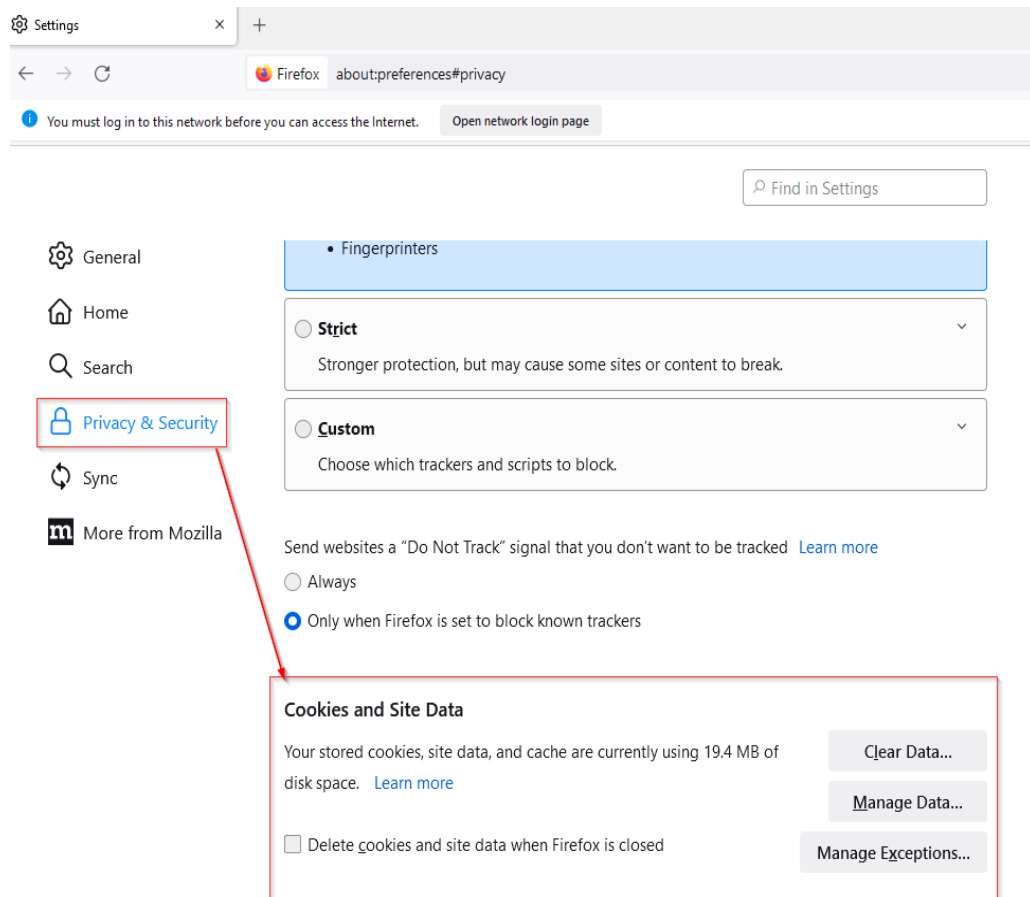 Settings
Firefox about:preferences#privacy
You must log in to this network before you can access the Internet. Open network login page
Find in Settings
General
Home
Search
Privacy & Security
Sync
m More from Mozilla
• Fingerprinters
Strict
Stronger protection, but may cause some sites or content to break.
Custom
Choose which trackers and scripts to block.
Send websites a “Do Not Track” signal that you don’t want to be tracked Learn more
Always
Only when Firefox is set to block known trackers
Cookies and Site Data
Your stored cookies, site data, and cache are currently using 19.4 MB of
disk space. Learn more
Clear Data...
Manage Data...
Delete cookies and site data when Firefox is closed
Manage Exceptions...